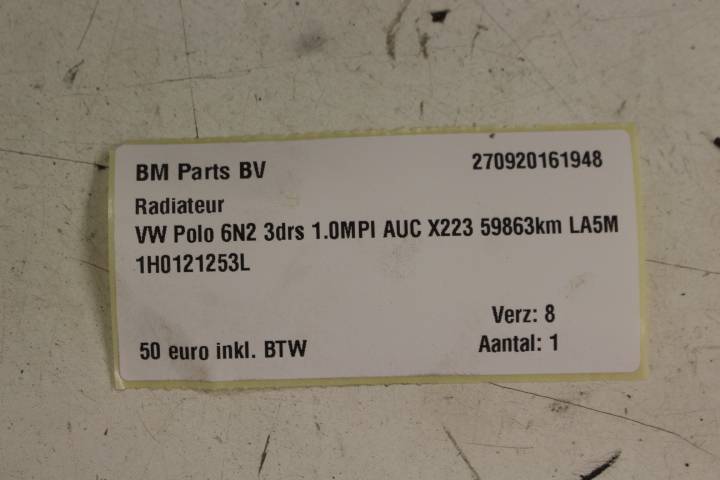 BM Parts BV 270920161948
Radiateur
VW Polo 6N2 3drs 1.0MPI AUC X223 59863km LA5M
1H0121253L
Verz: 8
50 euro inkl. BTW Aantal: 1